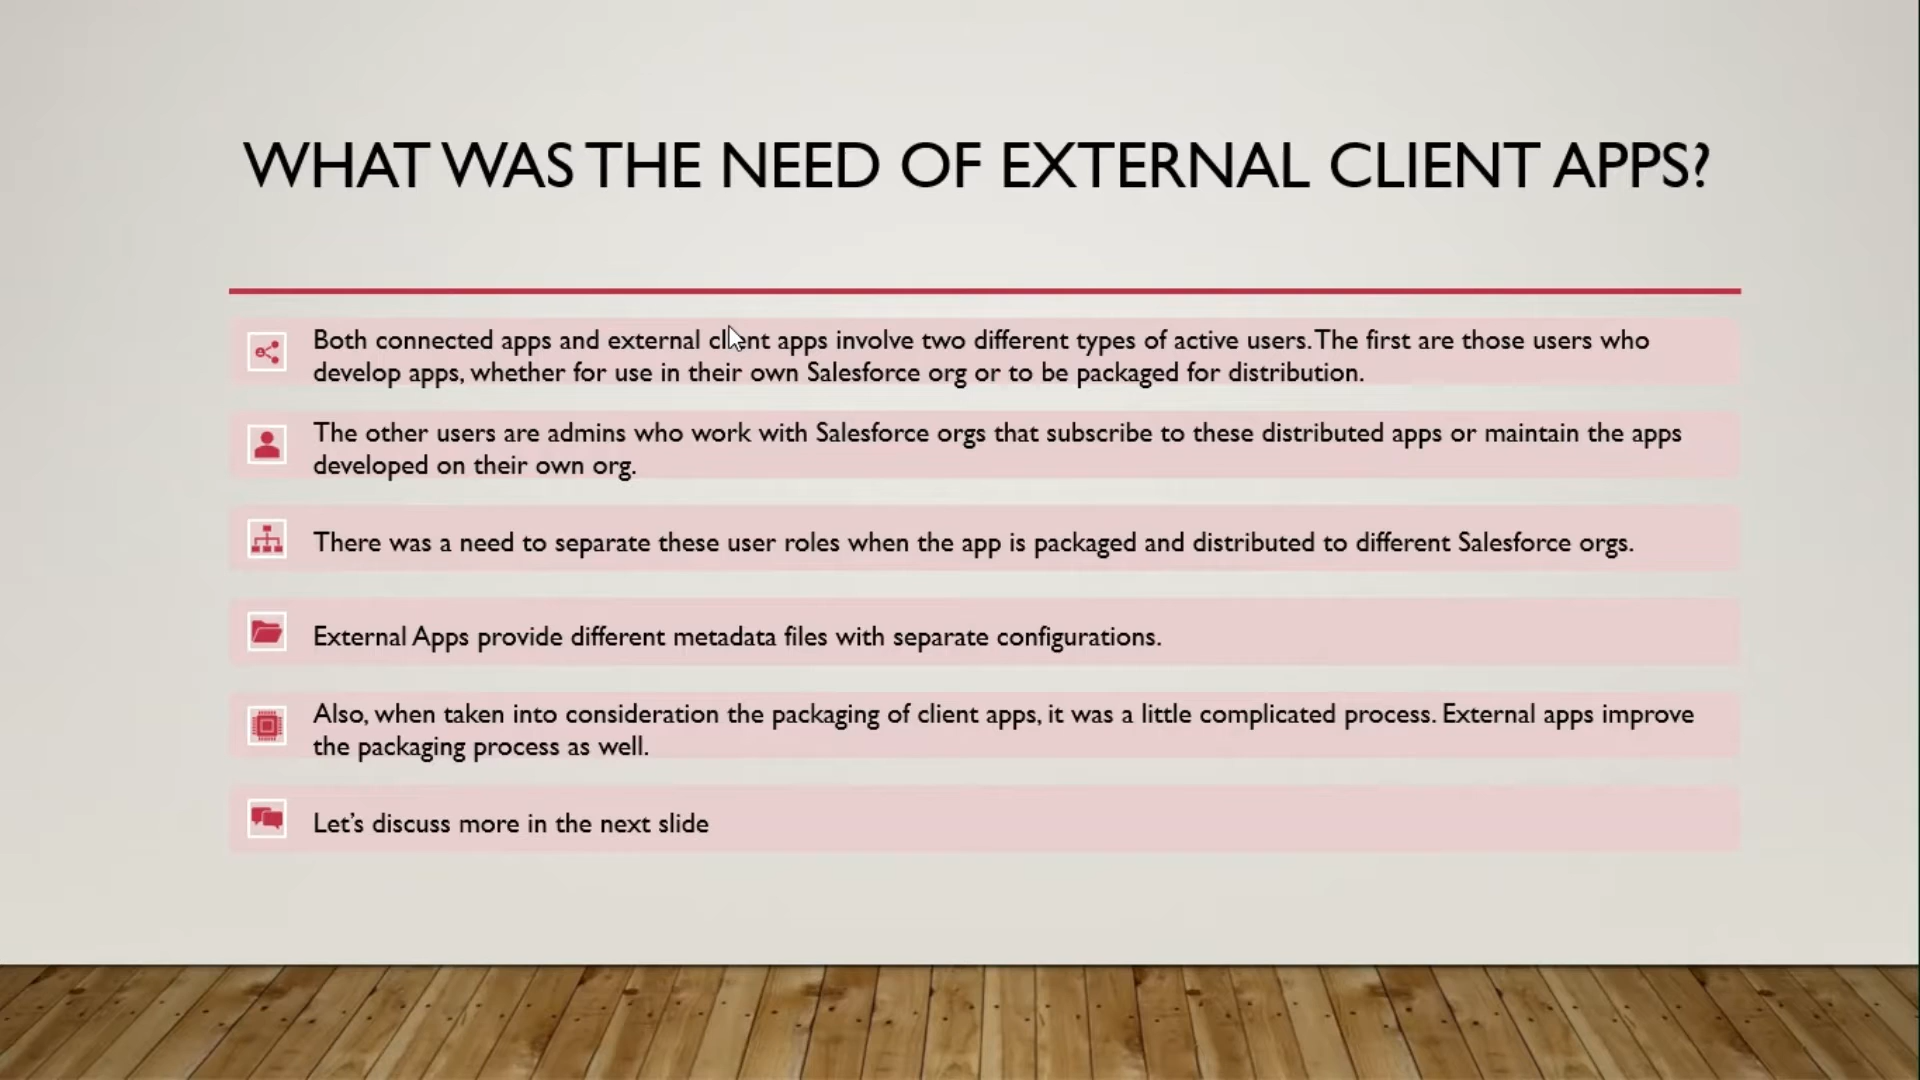 WHAT WAS THE NEED OF EXTERNAL CLIENT APPS?
Both connected apps and external client apps involve two different types of active users. The first are those users who
develop apps, whether for use in their own Salesforce org or to be packaged for distribution.
The other users are admins who work with Salesforce orgs that subscribe to these distributed apps or maintain the apps
developed on their own org.
There was a need to separate these user roles when the app is packaged and distributed to different Salesforce orgs.
External Apps provide different metadata files with separate configurations.
Also, when taken into consideration the packaging of client apps, it was a little complicated process. External apps improve
the packaging process as well.
Let’s discuss more in the next slide